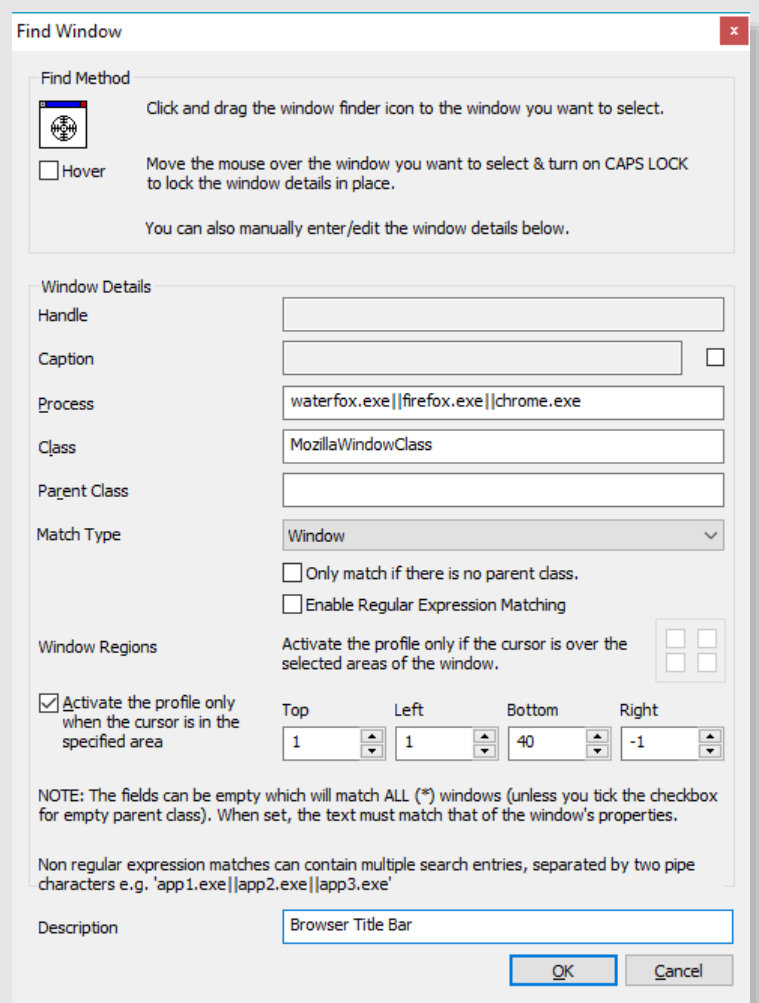 Find Window
x
Find Method
Click and drag the window finder icon to the window you want to select.
Hover
Move the mouse over the window you want to select & turn on CAPS LOCK
to lock the window details in place.
You can also manually enter/edit the window details below.
Window Details
Handle
Caption
Process
waterfox.exe||firefox.exe||chrome.exe
Class
MozillaWindowClass
Parent Class
Match Type
Window
Only match if there is no parent class.
Enable Regular Expression Matching
Window Regions
Activate the profile only if the cursor is over the
selected areas of the window.
Activate the profile only
when the cursor is in the
specified area
Top
Left
Bottom
Right
1
1
40
-1
NOTE: The fields can be empty which will match ALL (*) windows (unless you tick the checkbox
for empty parent class). When set, the text must match that of the window's properties.
Non regular expression matches can contain multiple search entries, separated by two pipe
characters e.g. 'app1.exe||app2.exe||app3.exe'
Description
Browser Title Bar
OK
Cancel